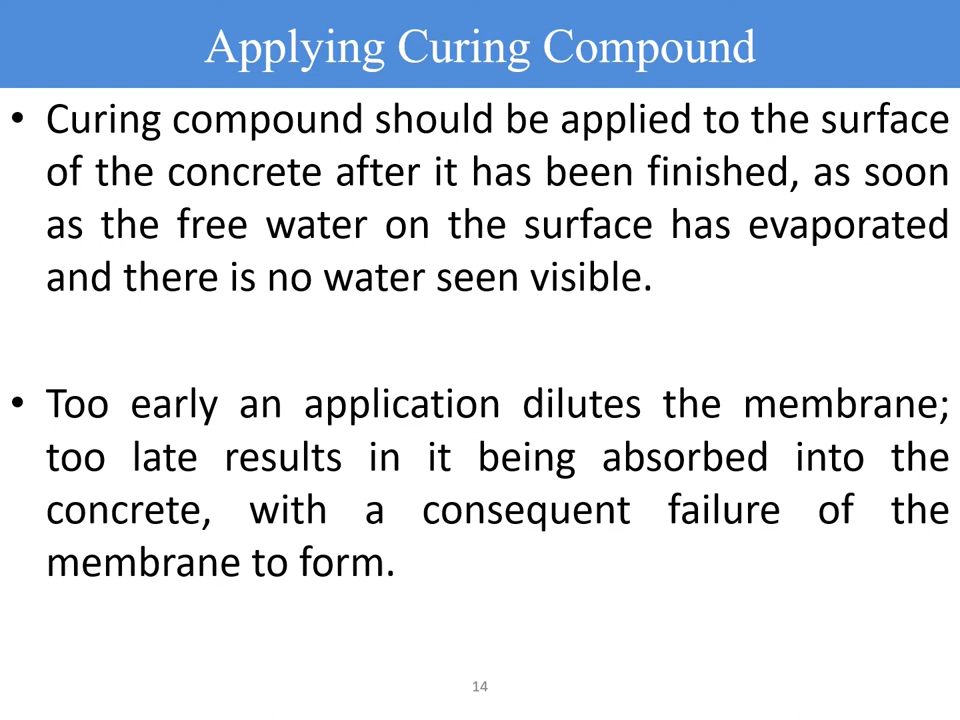 Applying Curing Compound
• Curing compound should be applied to the surface
of the concrete after it has been finished, as soon
as the free water on the surface has evaporated
and there is no water seen visible.
• Too early an application dilutes the membrane;
too late results in it being absorbed into the
concrete, with a consequent failure of the
membrane to form.
14